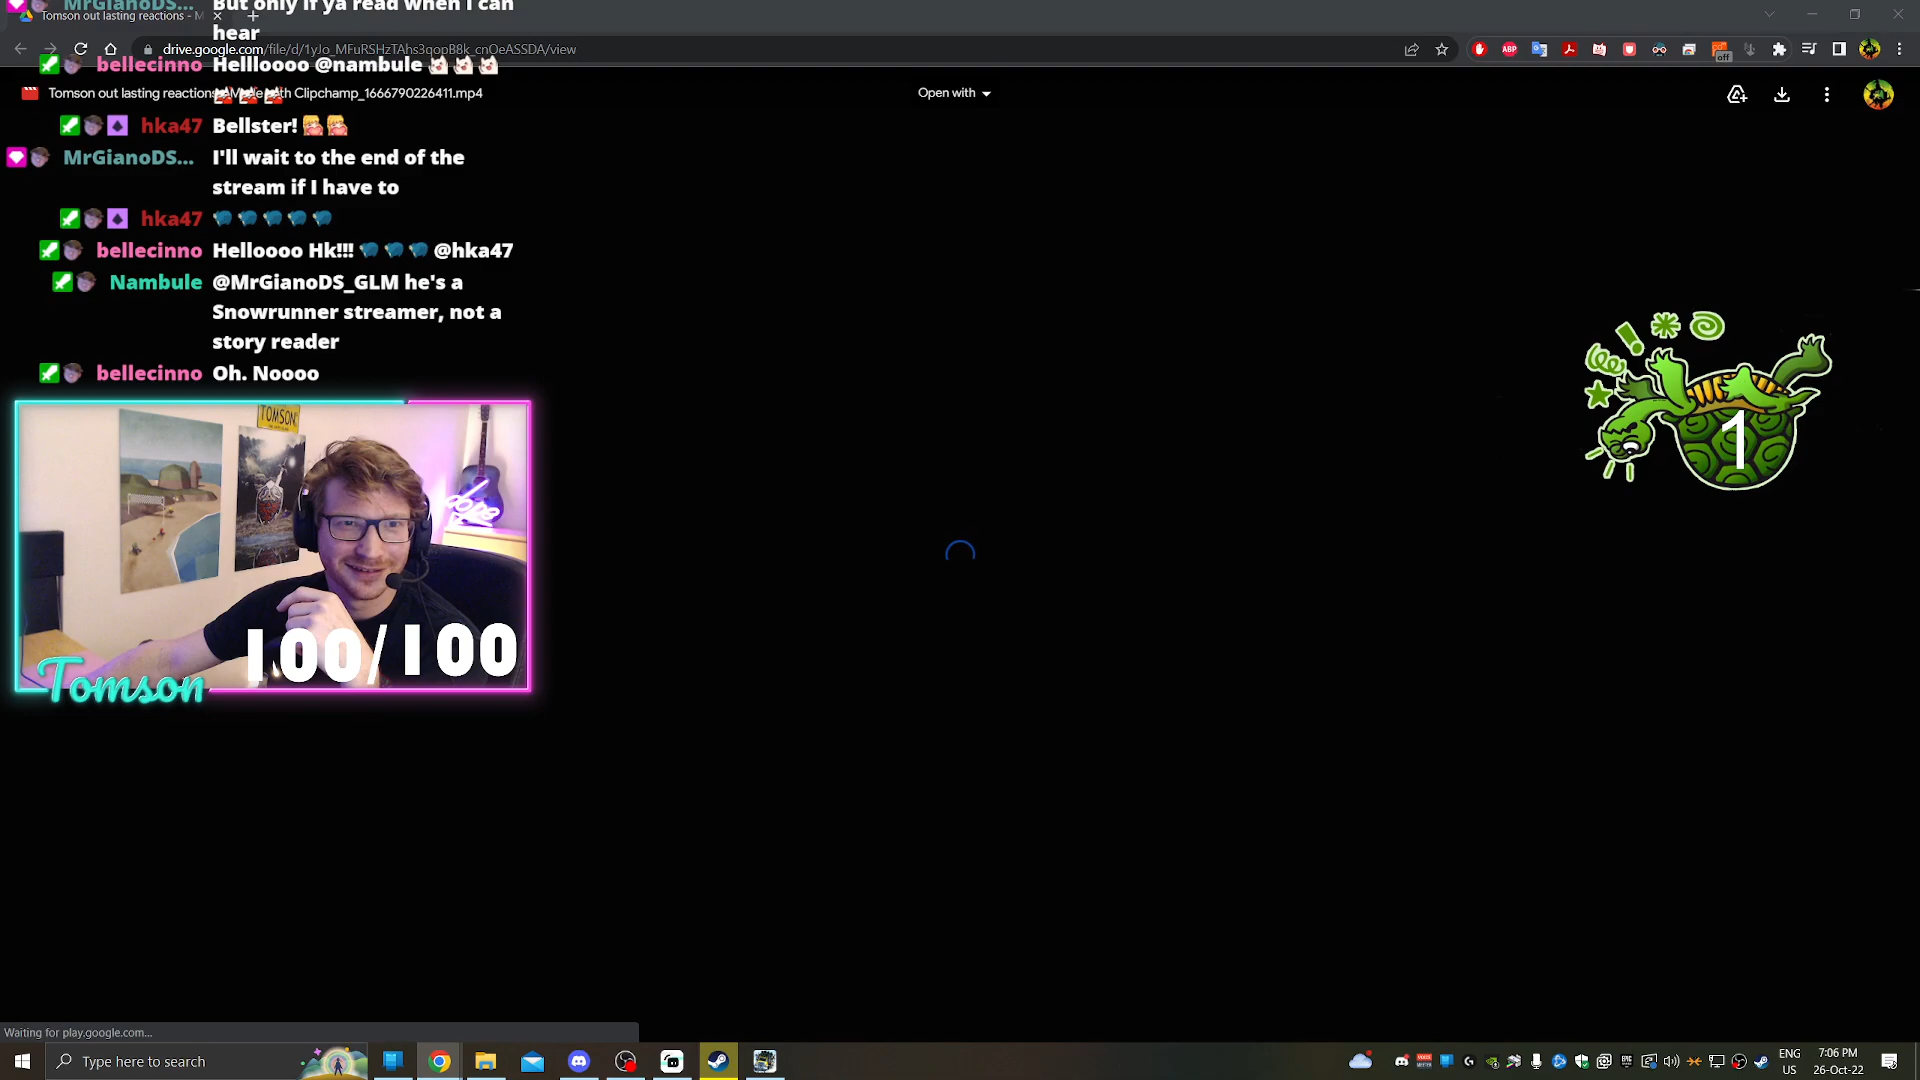 MrGianoDS... But only if ya read when I can
hear
Tomson out lasting reactions - M
drive.google.com/file/d/1yJo_MFuRSHzTAhs3qopB8k_cnOeASSDA/view
ABP
off
bellecinno Hellloooo @nambule
Tomson out lasting reactions Clipchamp_1666790226411.mp4
Open with
hka47 Bellster!
MrGianoDS... I'll wait to the end of the
stream if I have to
hka47
bellecinno Helloooo Hk!!! @hka47
Nambule @MrGianoDS_GLM he's a
Snowrunner streamer, not a
story reader
bellecinno Oh. Noooo
TOMSON
dope
1
100/100
Tomson
Waiting for play.google.com...
Type here to search
ENG
US
7:06 PM
26-Oct-22